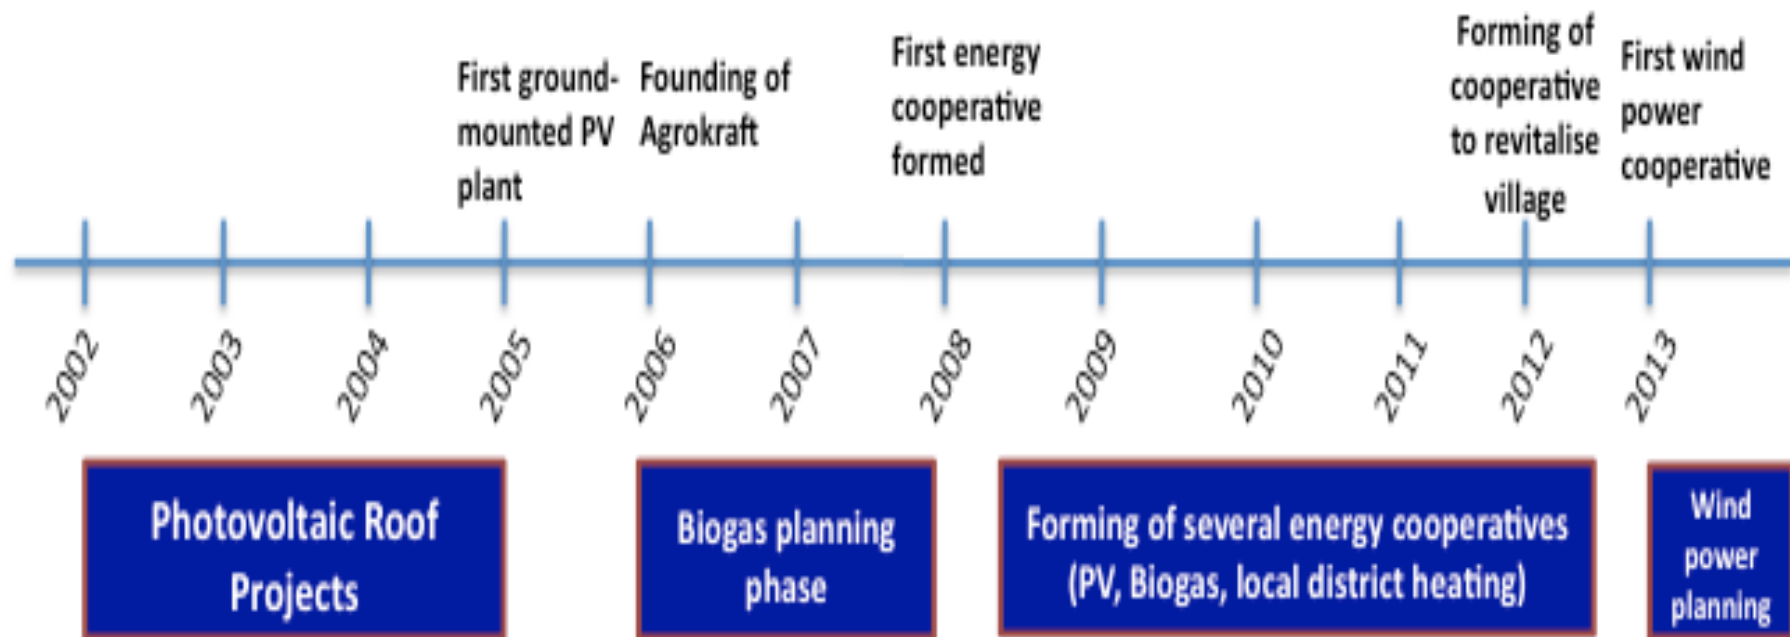 First ground-
mounted PV
plant
Founding of
Agrokraft
First energy
cooperative
formed
Forming of
cooperative
to revitalise
village
First wind
power
cooperative
2002
2003
2004
2005
2006
2007
2008
2009
2010
2011
2012
2013
Photovoltaic Roof
Projects
Biogas planning
phase
Forming of several energy cooperatives
(PV, Biogas, local district heating)
Wind
power
planning